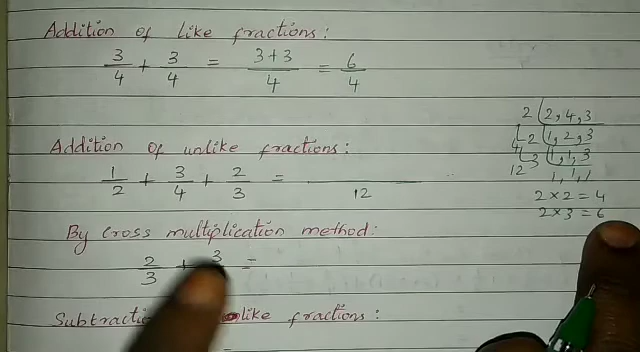 Addition of like fractions:
3/4 + 3/4 = 3+3/4 = 6/4
Addition of unlike fractions:
1/2 + 3/4 + 2/3 = /12
2 | 2, 4, 3
2 | 1, 2, 3
3 | 1, 1, 3
1, 1, 1
4
12
2 × 2 = 4
2 × 3 = 6
By Cross multiplication method:
2/3 + 3/ =
like fractions: